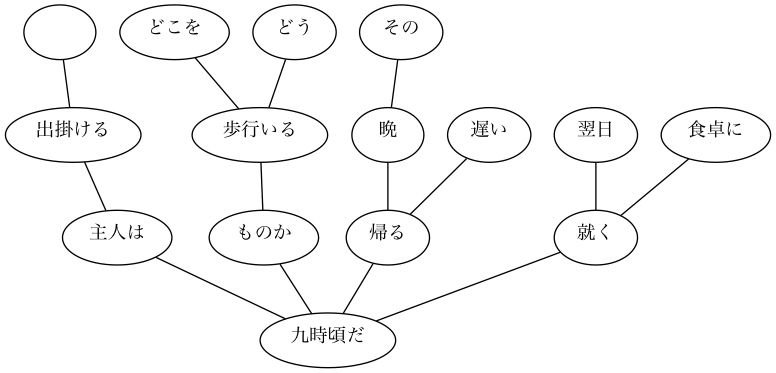 どこを
どう
その
出掛ける
歩行いる
晩
遅い
翌日
食卓に
主人は
ものか
帰る
就く
九時頃だ